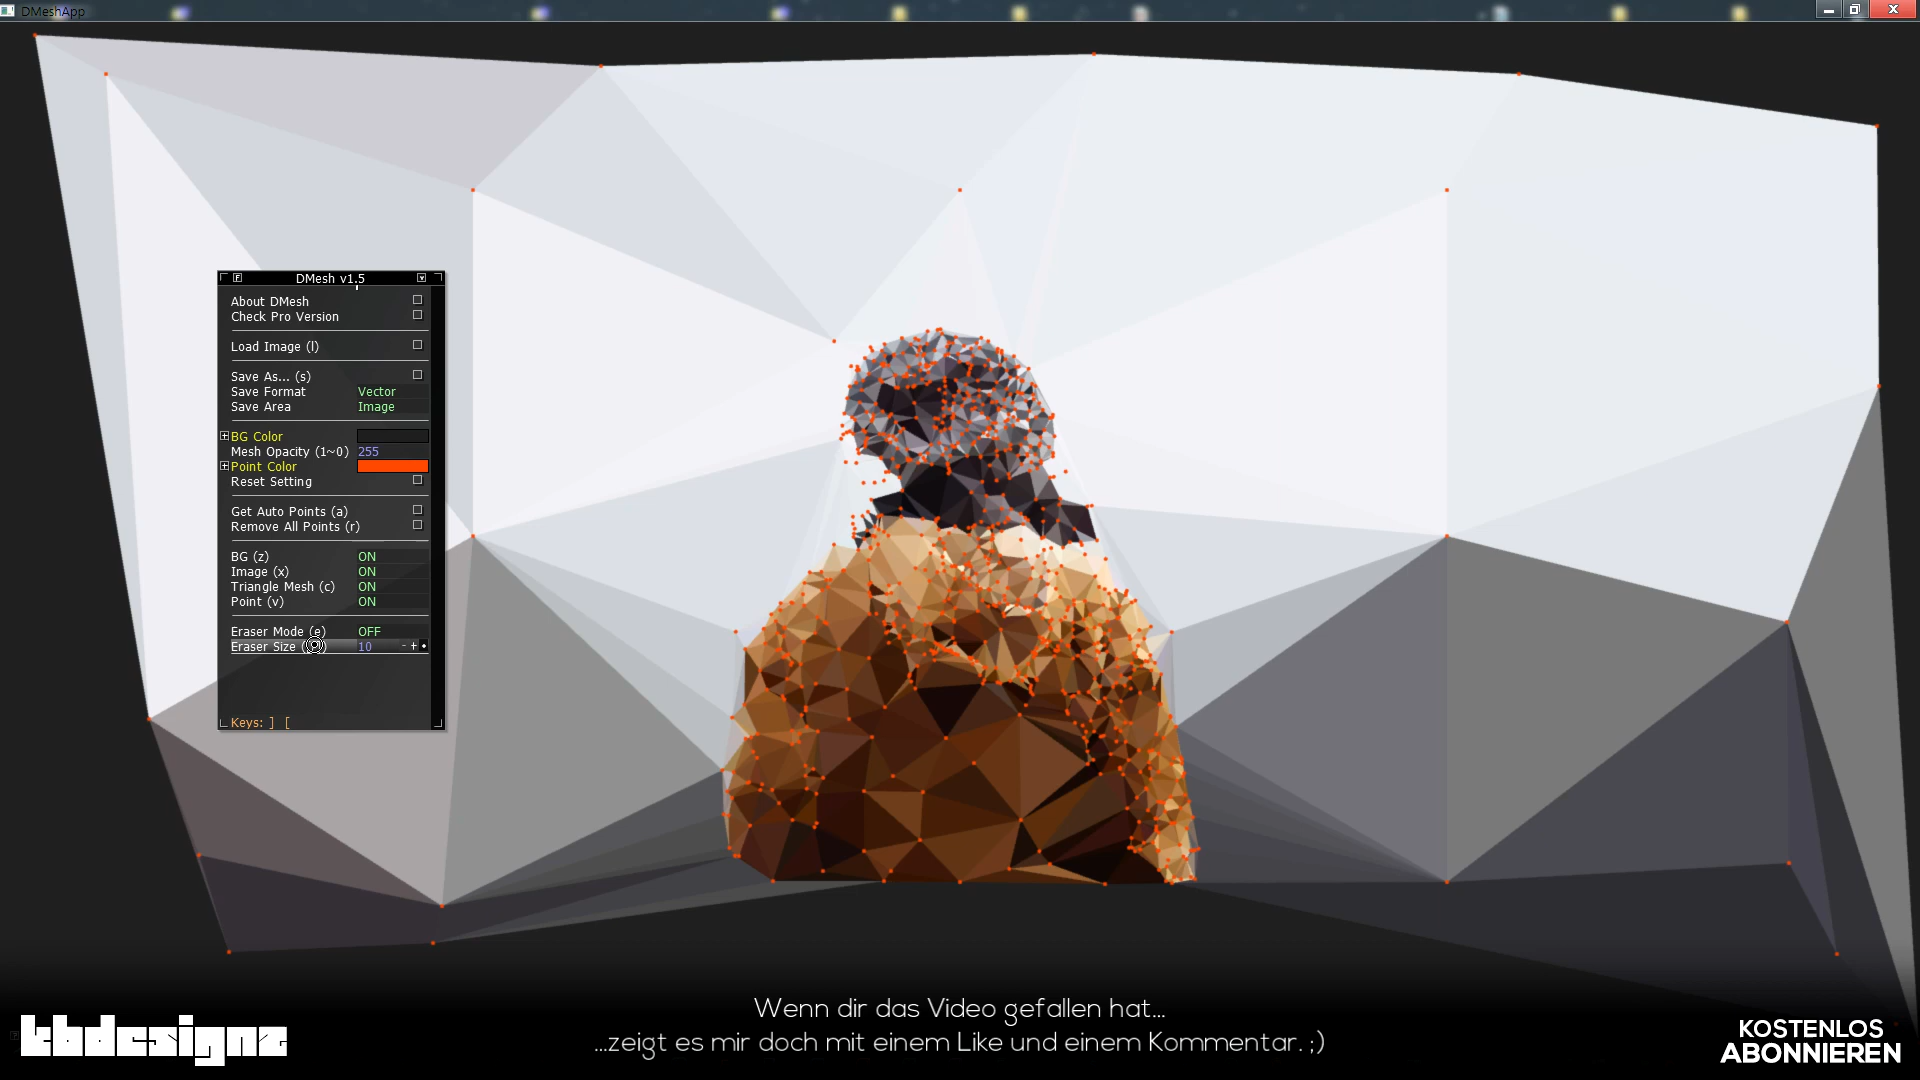 DMeshApp
DMesh v1.5
About DMesh
Check Pro Version
Load Image (l)
Save As... (s)
Save Format Vector
Save Area Image
BG Color
Mesh Opacity (1~0) 255
Point Color
Reset Setting
Get Auto Points (a)
Remove All Points (r)
BG (z) ON
Image (x) ON
Triangle Mesh (c) ON
Point (v) ON
Eraser Mode (e) OFF
Eraser Size 10
Keys: ] [
Wenn dir das Video gefallen hat...
...zeigt es mir doch mit einem Like und einem Kommentar. ;)
kbdesignz
KOSTENLOS
ABONNIEREN